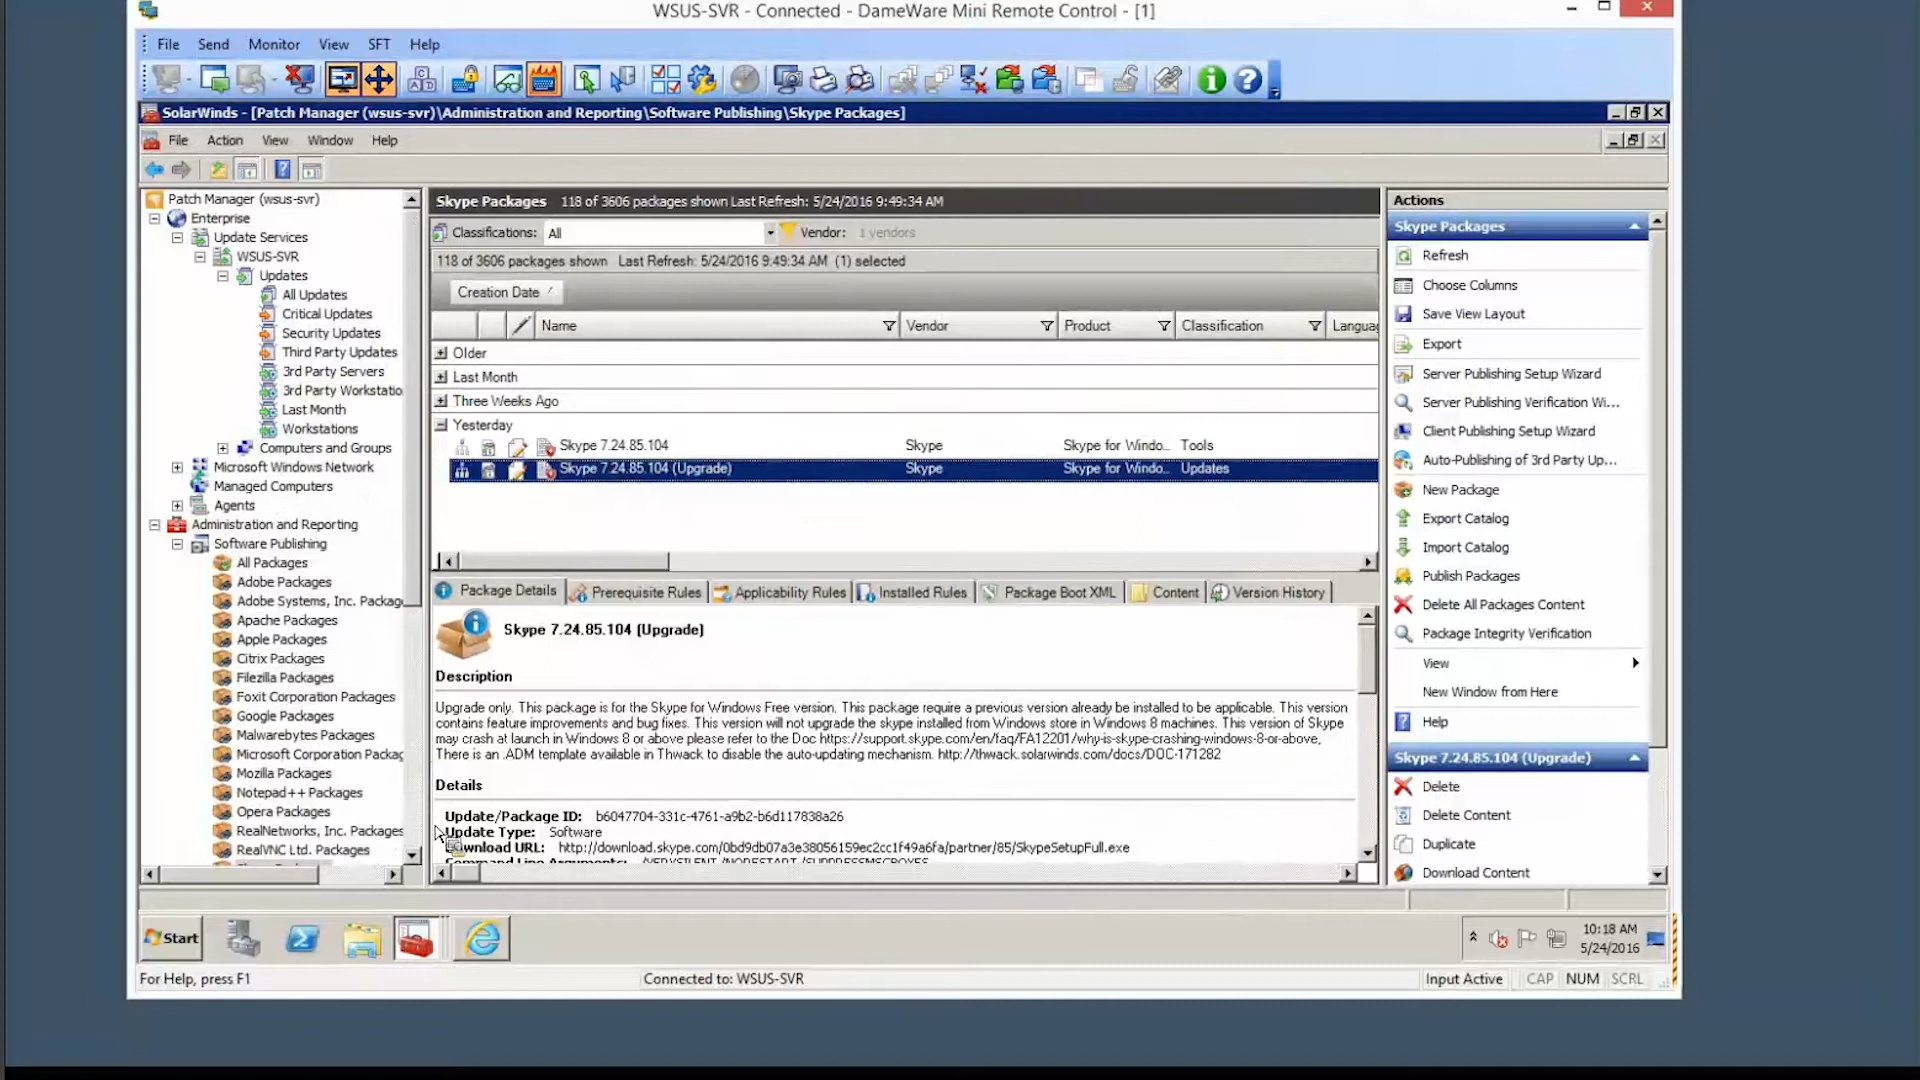 WSUS-SVR - Connected - DameWare Mini Remote Control - [1]
File Send Monitor View SFT Help
SolarWinds - [Patch Manager (wsus-svr)\Administration and Reporting\Software Publishing\Skype Packages]
File Action View Window Help
Patch Manager (wsus-svr)
Enterprise
Update Services
WSUS-SVR
Updates
All Updates
Critical Updates
Security Updates
Third Party Updates
3rd Party Servers
3rd Party Workstatio
Last Month
Workstations
Computers and Groups
Microsoft Windows Network
Managed Computers
Agents
Administration and Reporting
Software Publishing
All Packages
Adobe Packages
Adobe Systems, Inc. Packag
Apache Packages
Apple Packages
Citrix Packages
Filezilla Packages
Foxit Corporation Packages
Google Packages
Malwarebytes Packages
Microsoft Corporation Packag
Mozilla Packages
Notepad++ Packages
Opera Packages
RealNetworks, Inc. Packages
RealVNC Ltd. Packages
Skype Packages 118 of 3606 packages shown Last Refresh: 5/24/2016 9:49:34 AM
Classifications: All Vendor: 1 vendors
118 of 3606 packages shown Last Refresh: 5/24/2016 9:49:34 AM (1) selected
Creation Date
Name Vendor Product Classification Languag
Older
Last Month
Three Weeks Ago
Yesterday
Skype 7.24.85.104 Skype Skype for Windo... Tools
Skype 7.24.85.104 (Upgrade) Skype Skype for Windo... Updates
Package Details Prerequisite Rules Applicability Rules Installed Rules Package Boot XML Content Version History
Skype 7.24.85.104 (Upgrade)
Description
Upgrade only. This package is for the Skype for Windows Free version. This package require a previous version already be installed to be applicable. This version
contains feature improvements and bug fixes. This version will not upgrade the skype installed from Windows store in Windows 8 machines. This version of Skype
may crash at launch in Windows 8 or above please refer to the Doc https://support.skype.com/en/faq/FA12201/why-is-skype-crashing-windows-8-or-above,
There is an .ADM template available in Thwack to disable the auto-updating mechanism. http://thwack.solarwinds.com/docs/DOC-171282
Details
Update/Package ID: b6047704-331c-4761-a9b2-b6d117838a26
Update Type: Software
wnload URL: http://download.skype.com/0bd9db07a3e38056159ec2cc1f49a6fa/partner/85/SkypeSetupFull.exe
Command Line Arguments: /VERYSILENT /NORESTART /SUPPRESSMSGBOXES
Actions
Skype Packages
Refresh
Choose Columns
Save View Layout
Export
Server Publishing Setup Wizard
Server Publishing Verification Wi...
Client Publishing Setup Wizard
Auto-Publishing of 3rd Party Up...
New Package
Export Catalog
Import Catalog
Publish Packages
Delete All Packages Content
Package Integrity Verification
View
New Window from Here
Help
Skype 7.24.85.104 (Upgrade)
Delete
Delete Content
Duplicate
Download Content
Start
10:18 AM
5/24/2016
For Help, press F1 Connected to: WSUS-SVR Input Active CAP NUM SCRL